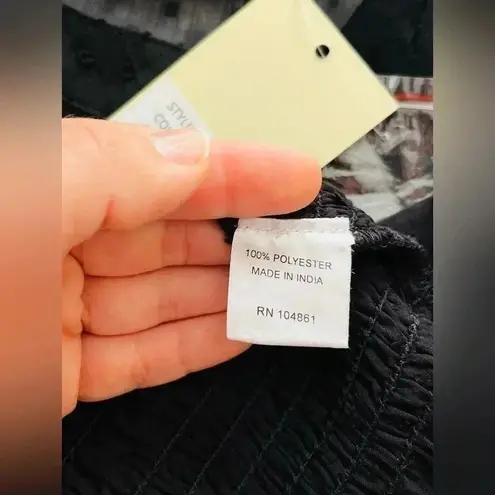 100% POLYESTER
MADE IN INDIA
RN 104861